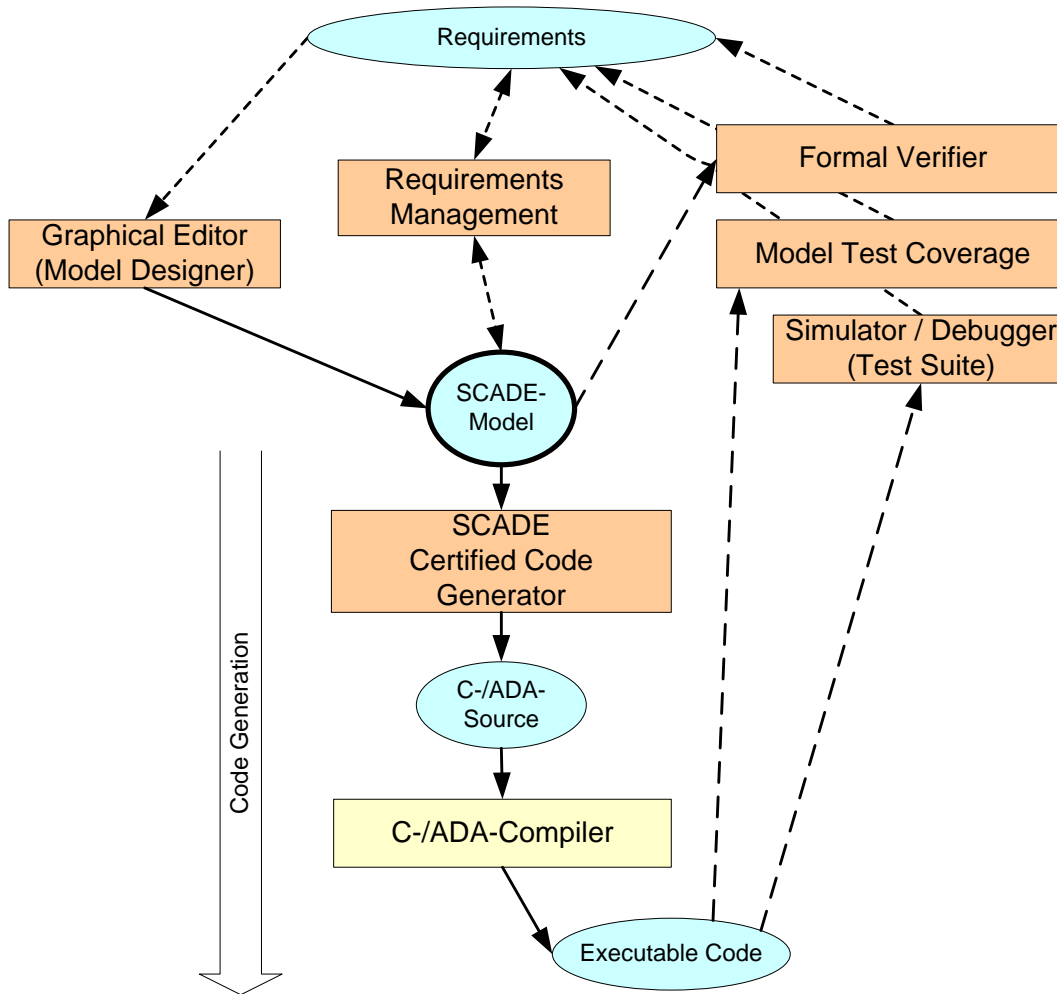 Requirements
Formal Verifier
Requirements
Management
Graphical Editor
(Model Designer)
Model Test Coverage
Simulator / Debugger
(Test Suite)
SCADE-
Model
SCADE
Certified Code
Generator
Code Generation
C-/ADA-
Source
C-/ADA-Compiler
Executable Code